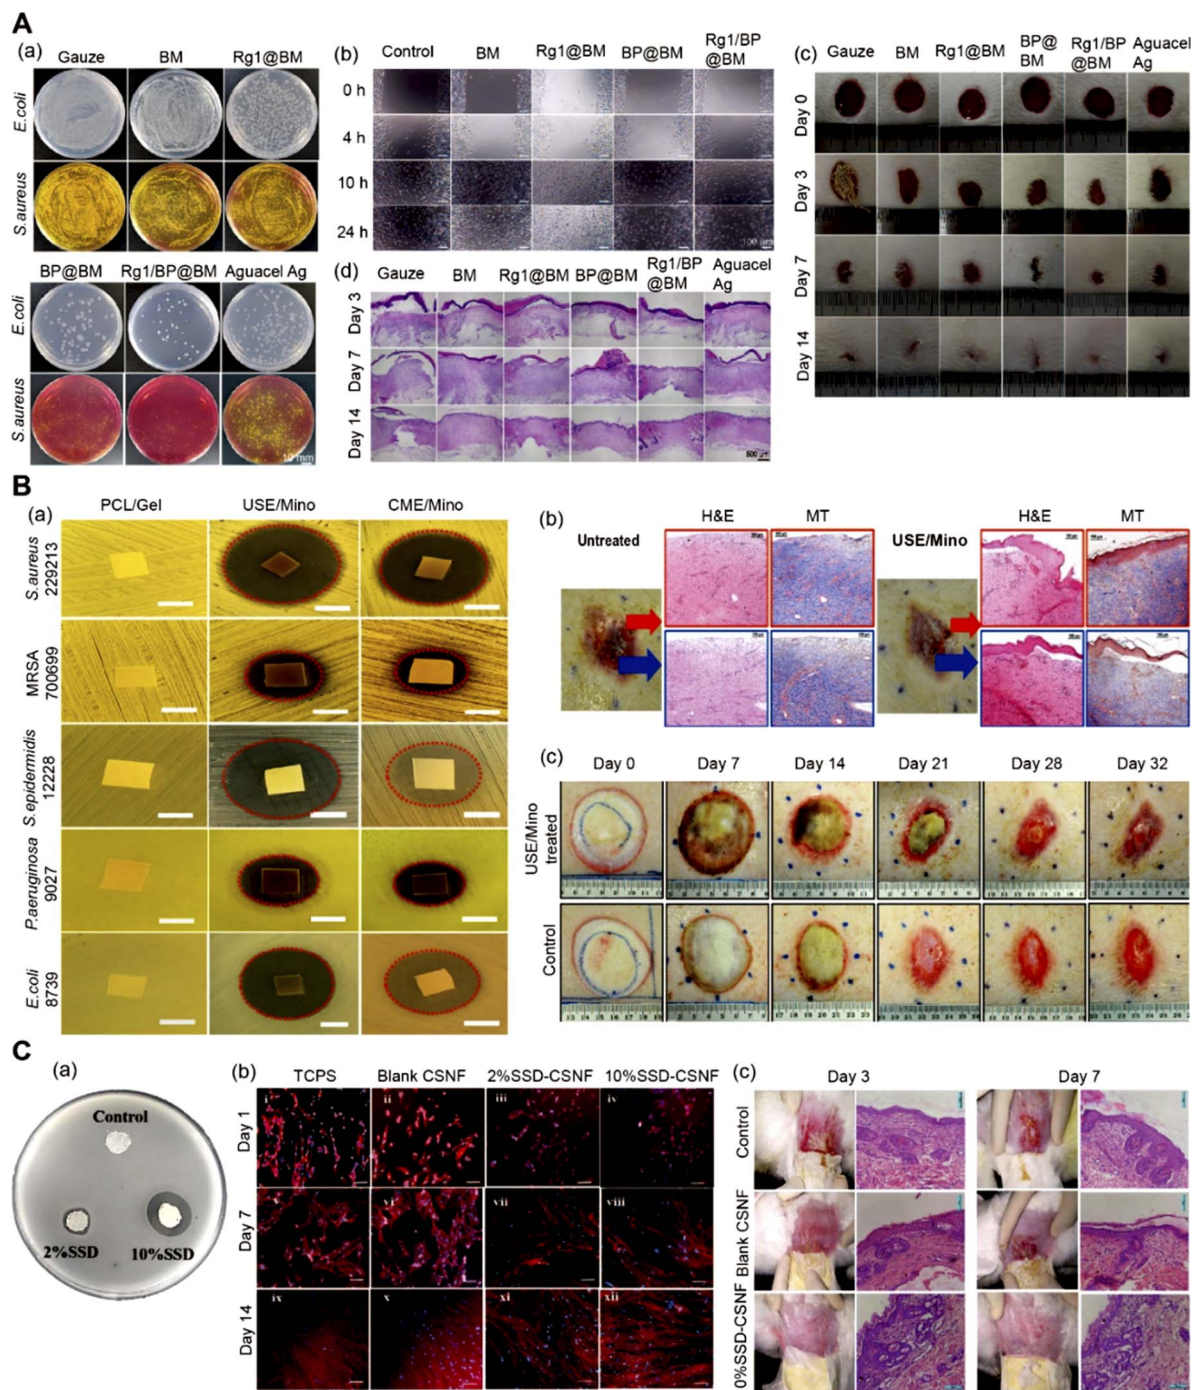 A
(a)
Gauze BM Rg1@BM
E.coli
S.aureus
BP@BM Rg1/BP@BM Aguacel Ag
E.coli
S.aureus
10 mm
(b)
Control BM Rg1@BM BP@BM Rg1/BP
@BM
0 h
4 h
10 h
24 h
100 μm
(c)
Gauze BM Rg1@BM BP@
BM Rg1/BP
@BM Aguacel
Ag
Day 0
Day 3
Day 7
Day 14
(d)
Gauze BM Rg1@BM BP@BM Rg1/BP
@BM Aguacel
Ag
Day 3
Day 7
Day 14
500 μm
B
(a)
PCL/Gel USE/Mino CME/Mino
S.aureus
229213
MRSA
700699
S.epidermidis
12228
P.aeruginosa
9027
E.coli
8739
(b)
Untreated
H&E MT
USE/Mino
H&E MT
(c)
Day 0 Day 7 Day 14 Day 21 Day 28 Day 32
USE/Mino
treated
Control
C
(a)
Control
2%SSD
10%SSD
(b)
TCPS Blank CSNF 2%SSD-CSNF 10%SSD-CSNF
Day 1
i ii iii iv
Day 7
v vi vii viii
Day 14
ix x xi xii
(c)
Day 3 Day 7
Control
Blank CSNF
0%SSD-CSNF